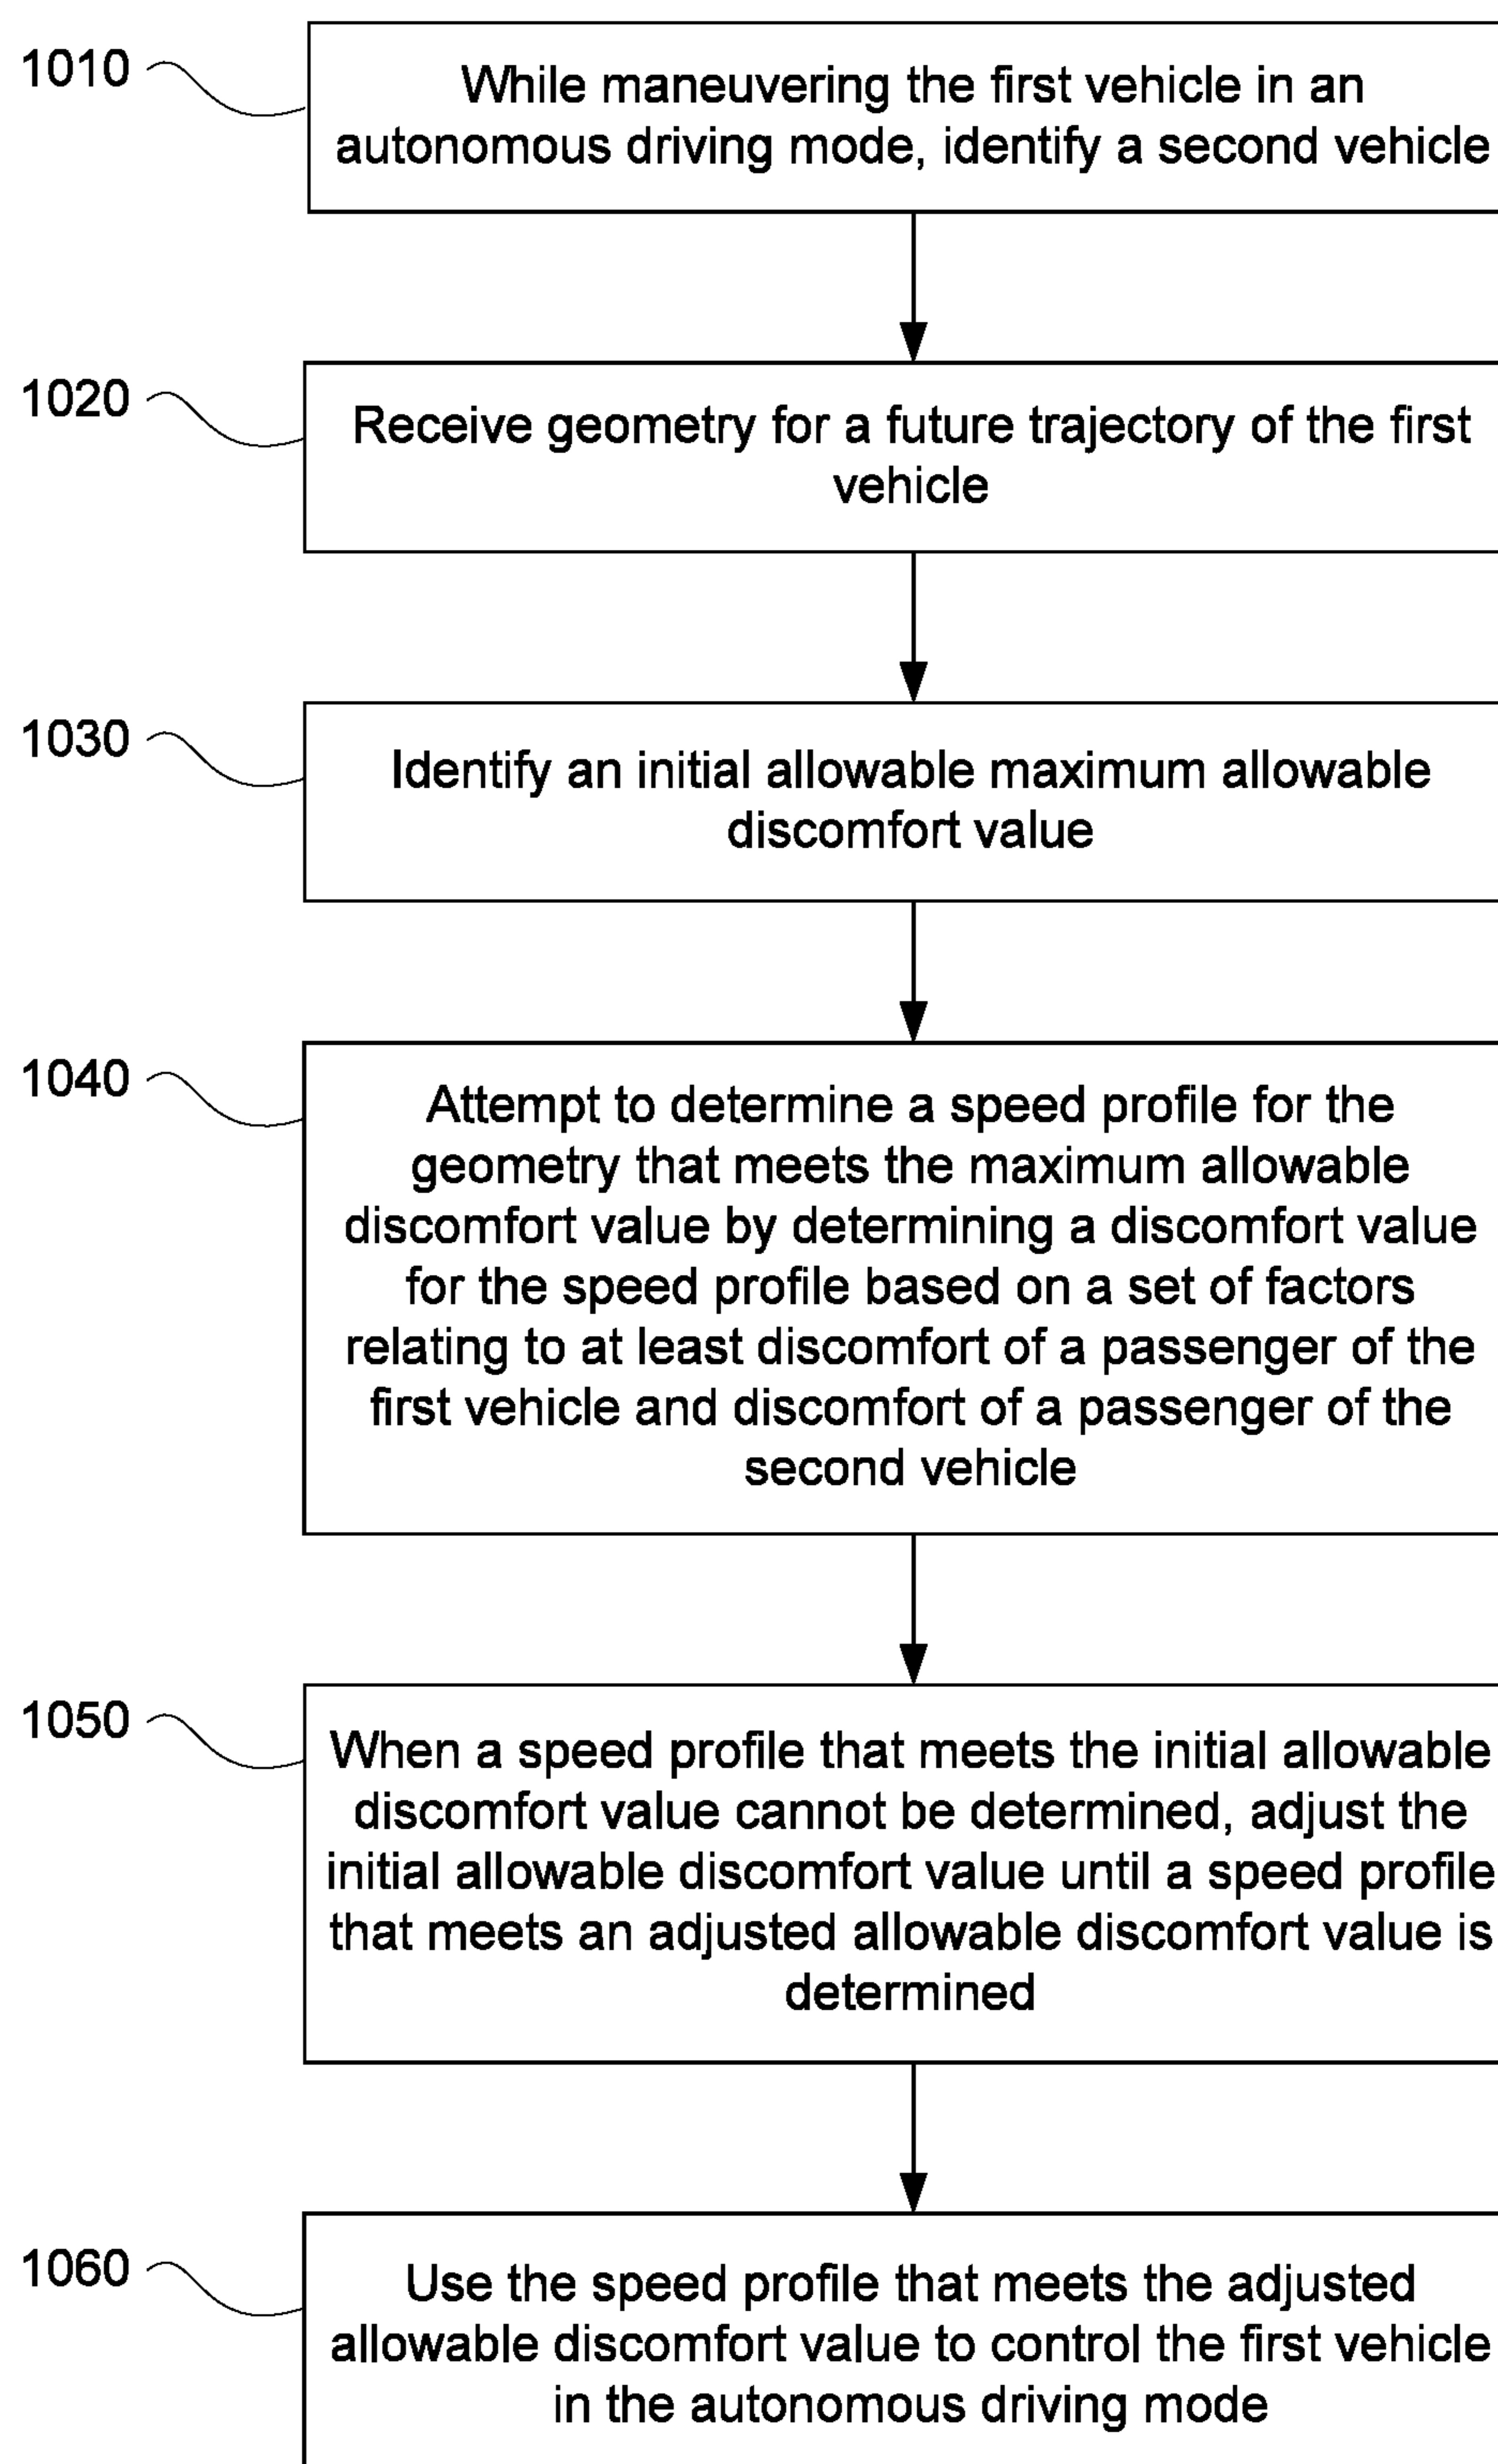 1010
While maneuvering the first vehicle in an
autonomous driving mode, identify a second vehicle
1020
Receive geometry for a future trajectory of the first
vehicle
1030
Identify an initial allowable maximum allowable
discomfort value
1040
Attempt to determine a speed profile for the
geometry that meets the maximum allowable
discomfort value by determining a discomfort value
for the speed profile based on a set of factors
relating to at least discomfort of a passenger of the
first vehicle and discomfort of a passenger of the
second vehicle
1050
When a speed profile that meets the initial allowable
discomfort value cannot be determined, adjust the
initial allowable discomfort value until a speed profile
that meets an adjusted allowable discomfort value is
determined
1060
Use the speed profile that meets the adjusted
allowable discomfort value to control the first vehicle
in the autonomous driving mode